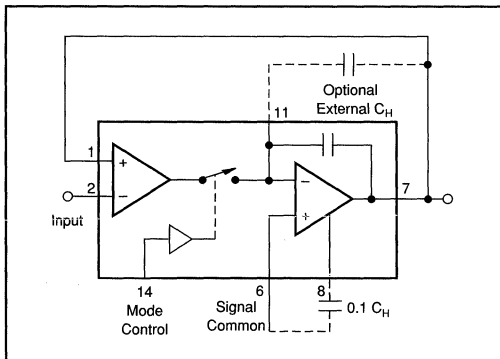 Optional
External C_H
11
1
+
2
−
Input
−
+
7
14
Mode
Control
6
Signal
Common
8
0.1 C_H